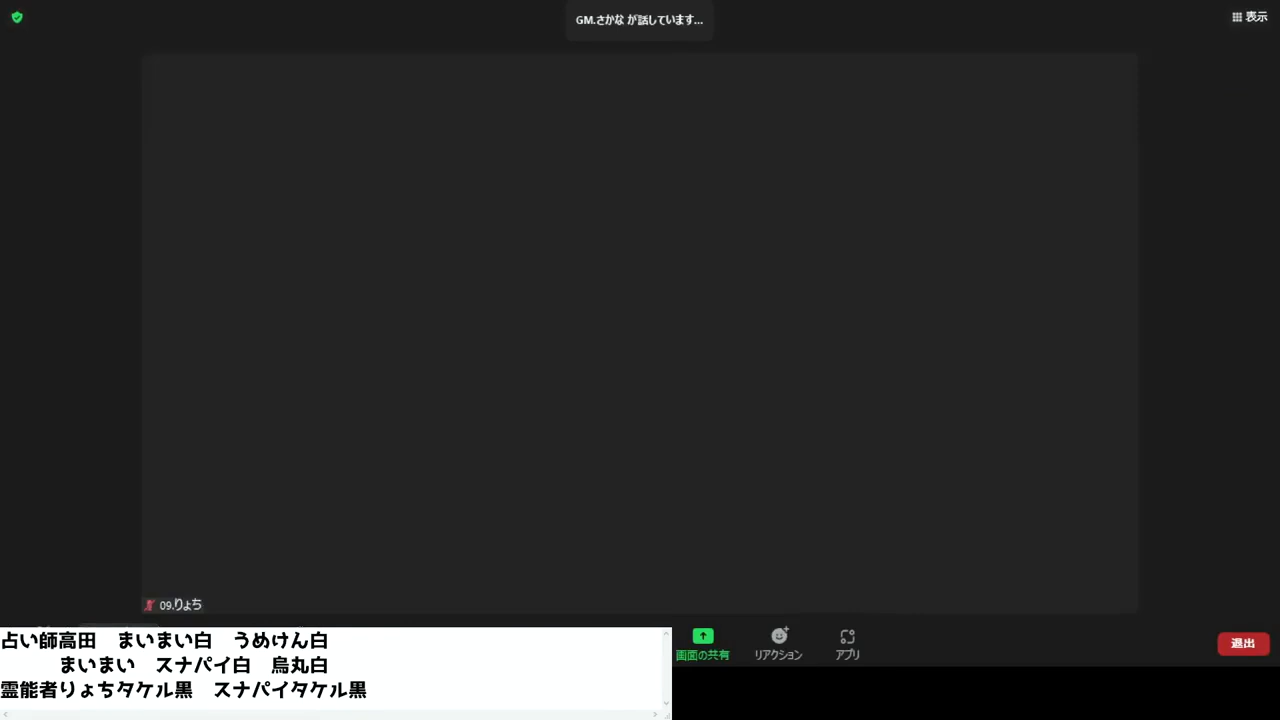 GM.さかな が話しています...
表示
09.りょち
占い師高田　まいまい白　うめけん白
まいまい　スナパイ白　烏丸白
霊能者りょちタケル黒　スナパイタケル黒
画面の共有
リアクション
アプリ
退出